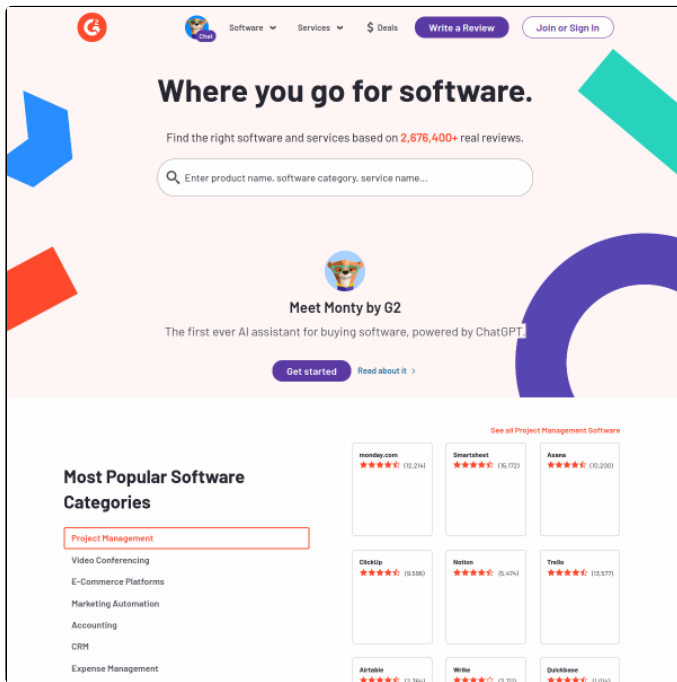 G2
Chat
Software
Services
$ Deals
Write a Review
Join or Sign In
Where you go for software.
Find the right software and services based on 2,676,400+ real reviews.
Enter product name, software category, service name...
Meet Monty by G2
The first ever AI assistant for buying software, powered by ChatGPT.
Get started
Read about it >
See all Project Management Software
Most Popular Software
Categories
Project Management
Video Conferencing
E-Commerce Platforms
Marketing Automation
Accounting
CRM
Expense Management
monday.com
(12,214)
Smartsheet
(15,172)
Asana
(10,200)
ClickUp
(9,598)
Notion
(5,474)
Trello
(13,577)
Airtable
Wrike
Quickbase